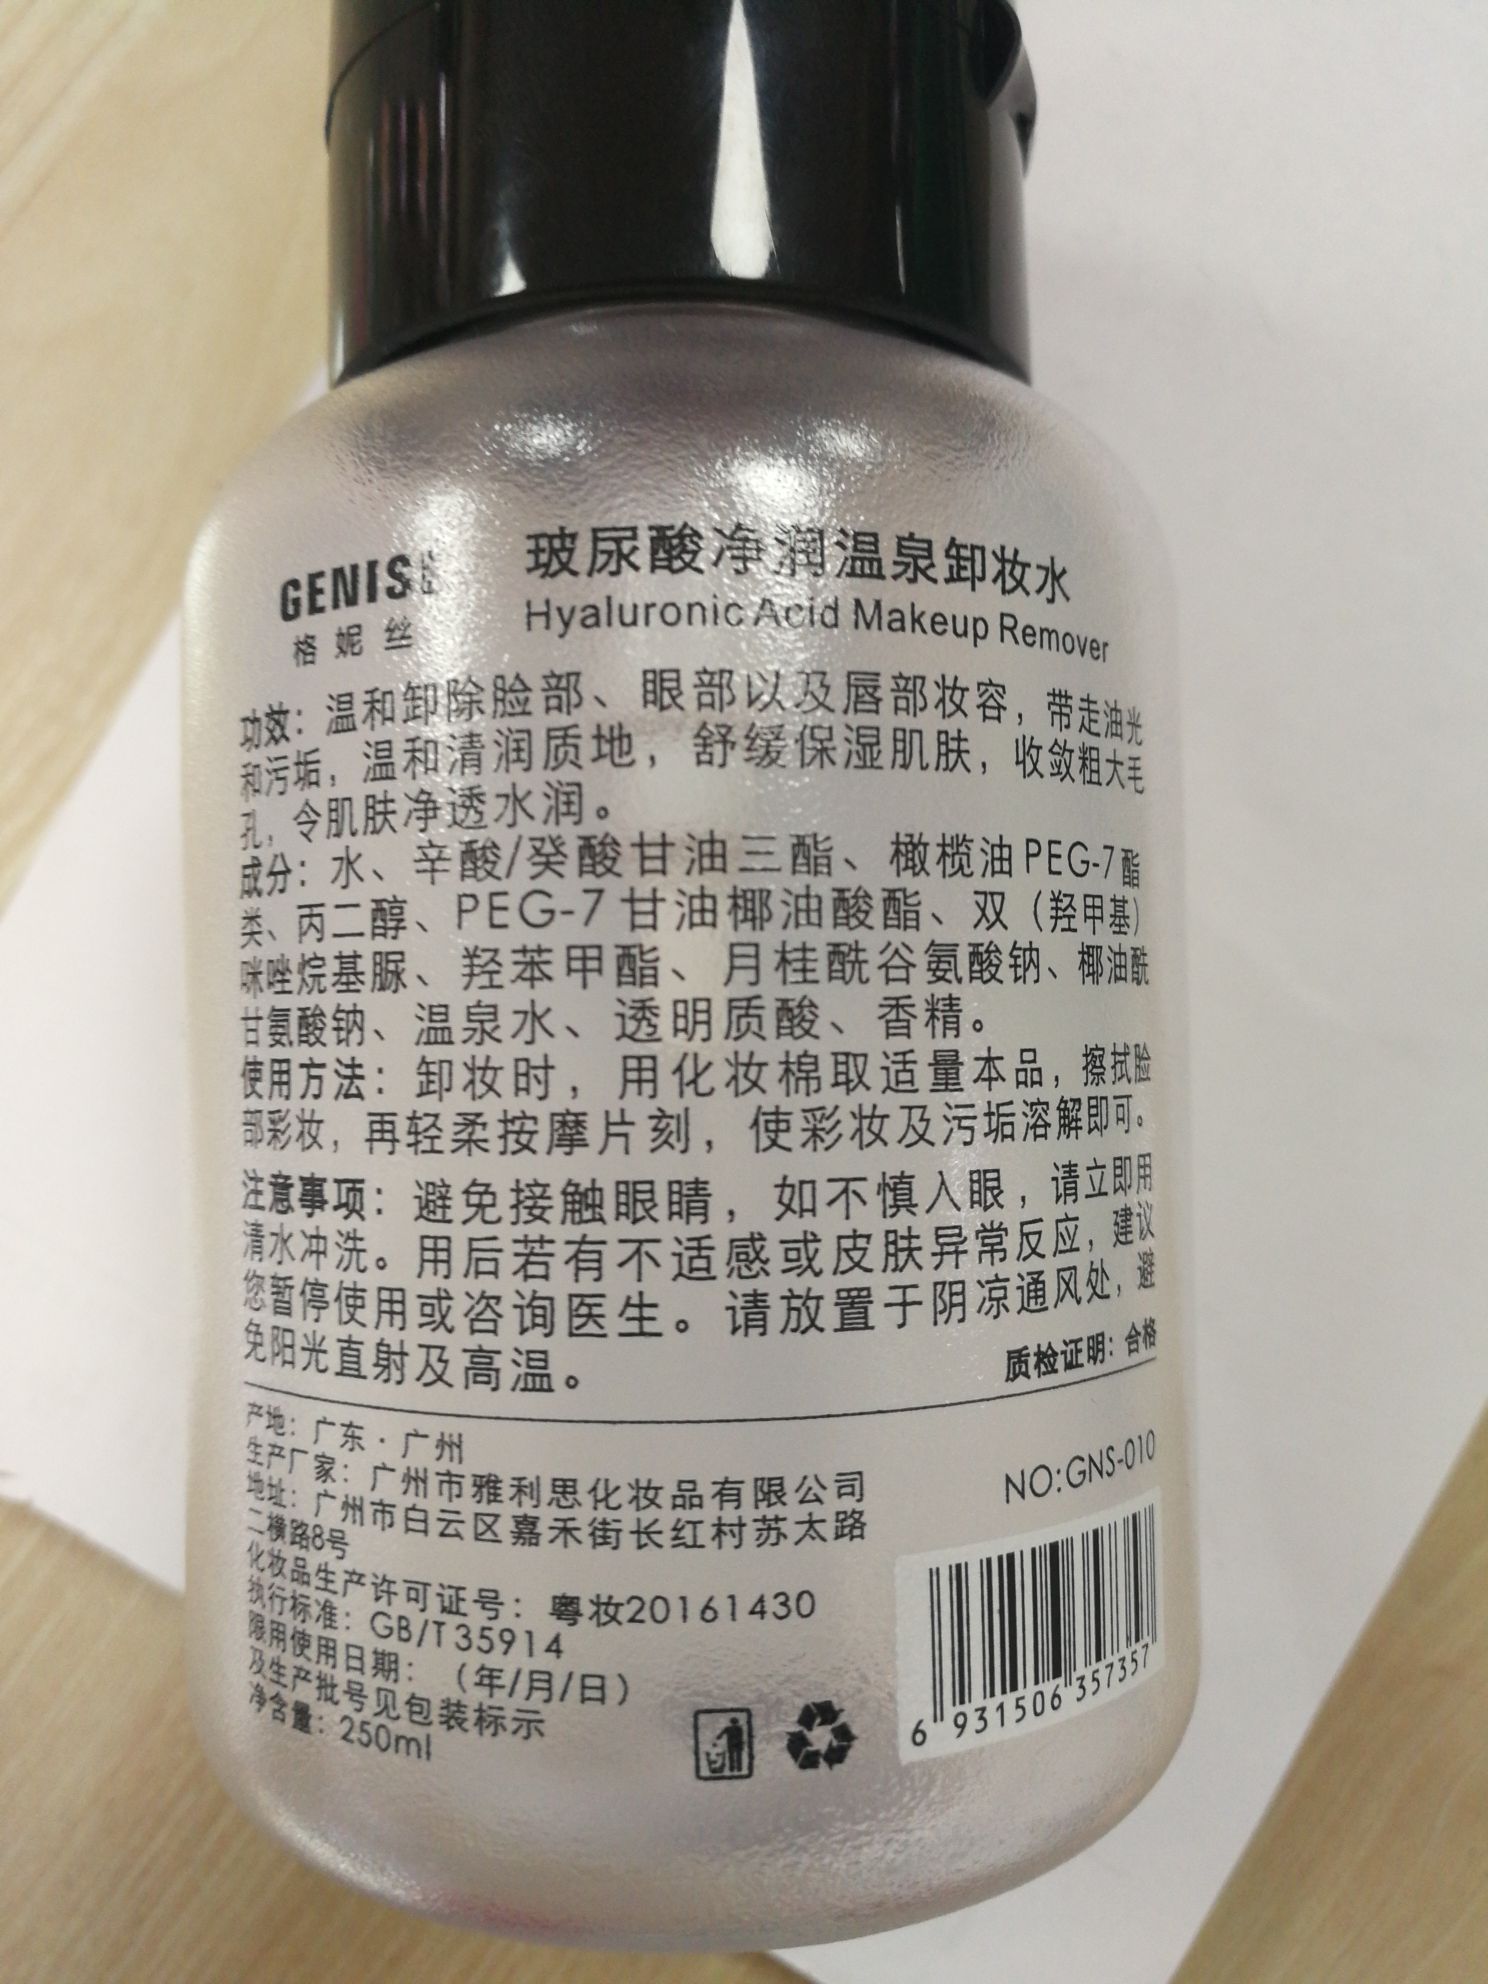 GENISE
格妮丝
玻尿酸净润温泉卸妆水
Hyaluronic Acid Makeup Remover
功效：温和卸除脸部、眼部以及唇部妆容，带走油光
和污垢，温和清润质地，舒缓保湿肌肤，收敛粗大毛
孔，令肌肤净透水润。
成分：水、辛酸/癸酸甘油三酯、橄榄油PEG-7酯
类、丙二醇、PEG-7甘油椰油酸酯、双（羟甲基）
咪唑烷基脲、羟苯甲酯、月桂酰谷氨酸钠、椰油酰
甘氨酸钠、温泉水、透明质酸、香精。
使用方法：卸妆时，用化妆棉取适量本品，擦拭脸
部彩妆，再轻柔按摩片刻，使彩妆及污垢溶解即可。
注意事项：避免接触眼睛，如不慎入眼，请立即用
清水冲洗。用后若有不适感或皮肤异常反应，建议
您暂停使用或咨询医生。请放置于阴凉通风处，避
免阳光直射及高温。
质检证明：合格
产地：广东·广州
生产厂家：广州市雅利思化妆品有限公司
地址：广州市白云区嘉禾街长红村苏太路
二横路8号
化妆品生产许可证号：粤妆20161430
执行标准：GB/T 35914
限用使用日期：（年/月/日）
及生产批号见包装标示
净含量：250ml
NO:GNS-010
6 931506 357357